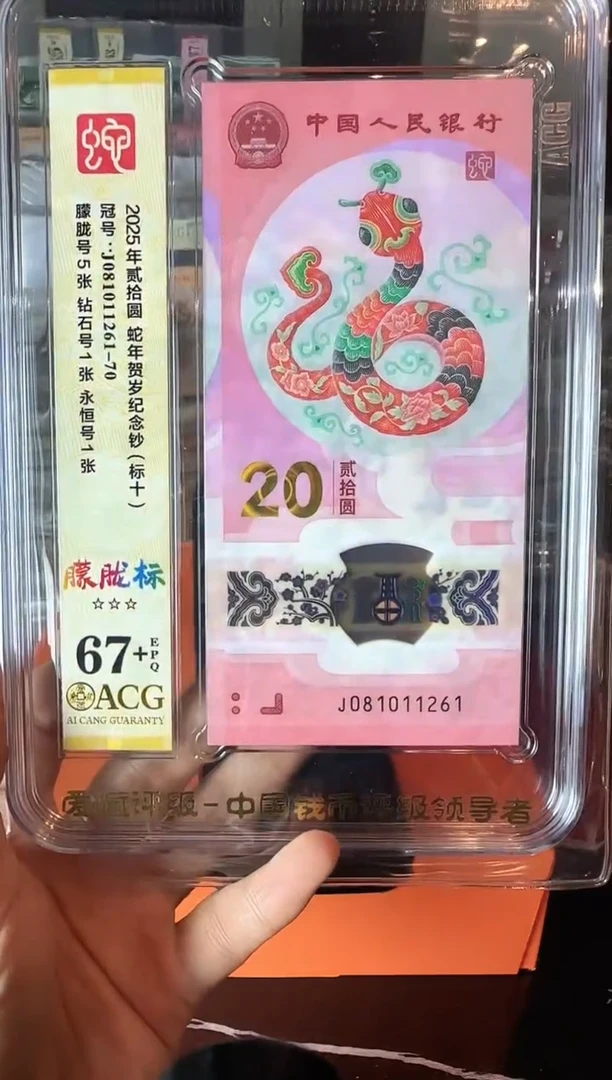 蛇
2025年贰拾圆 蛇年贺岁纪念钞(标十)
冠号:J081011261-70
朦胧号5张 钻石号1张 永恒号1张
朦胧标
☆☆☆
67+EPQ
ACG
AI CANG GUARANTY
中国人民银行
蛇
20
贰拾圆
J081011261
爱藏评级-中国钱币评级领导者
67